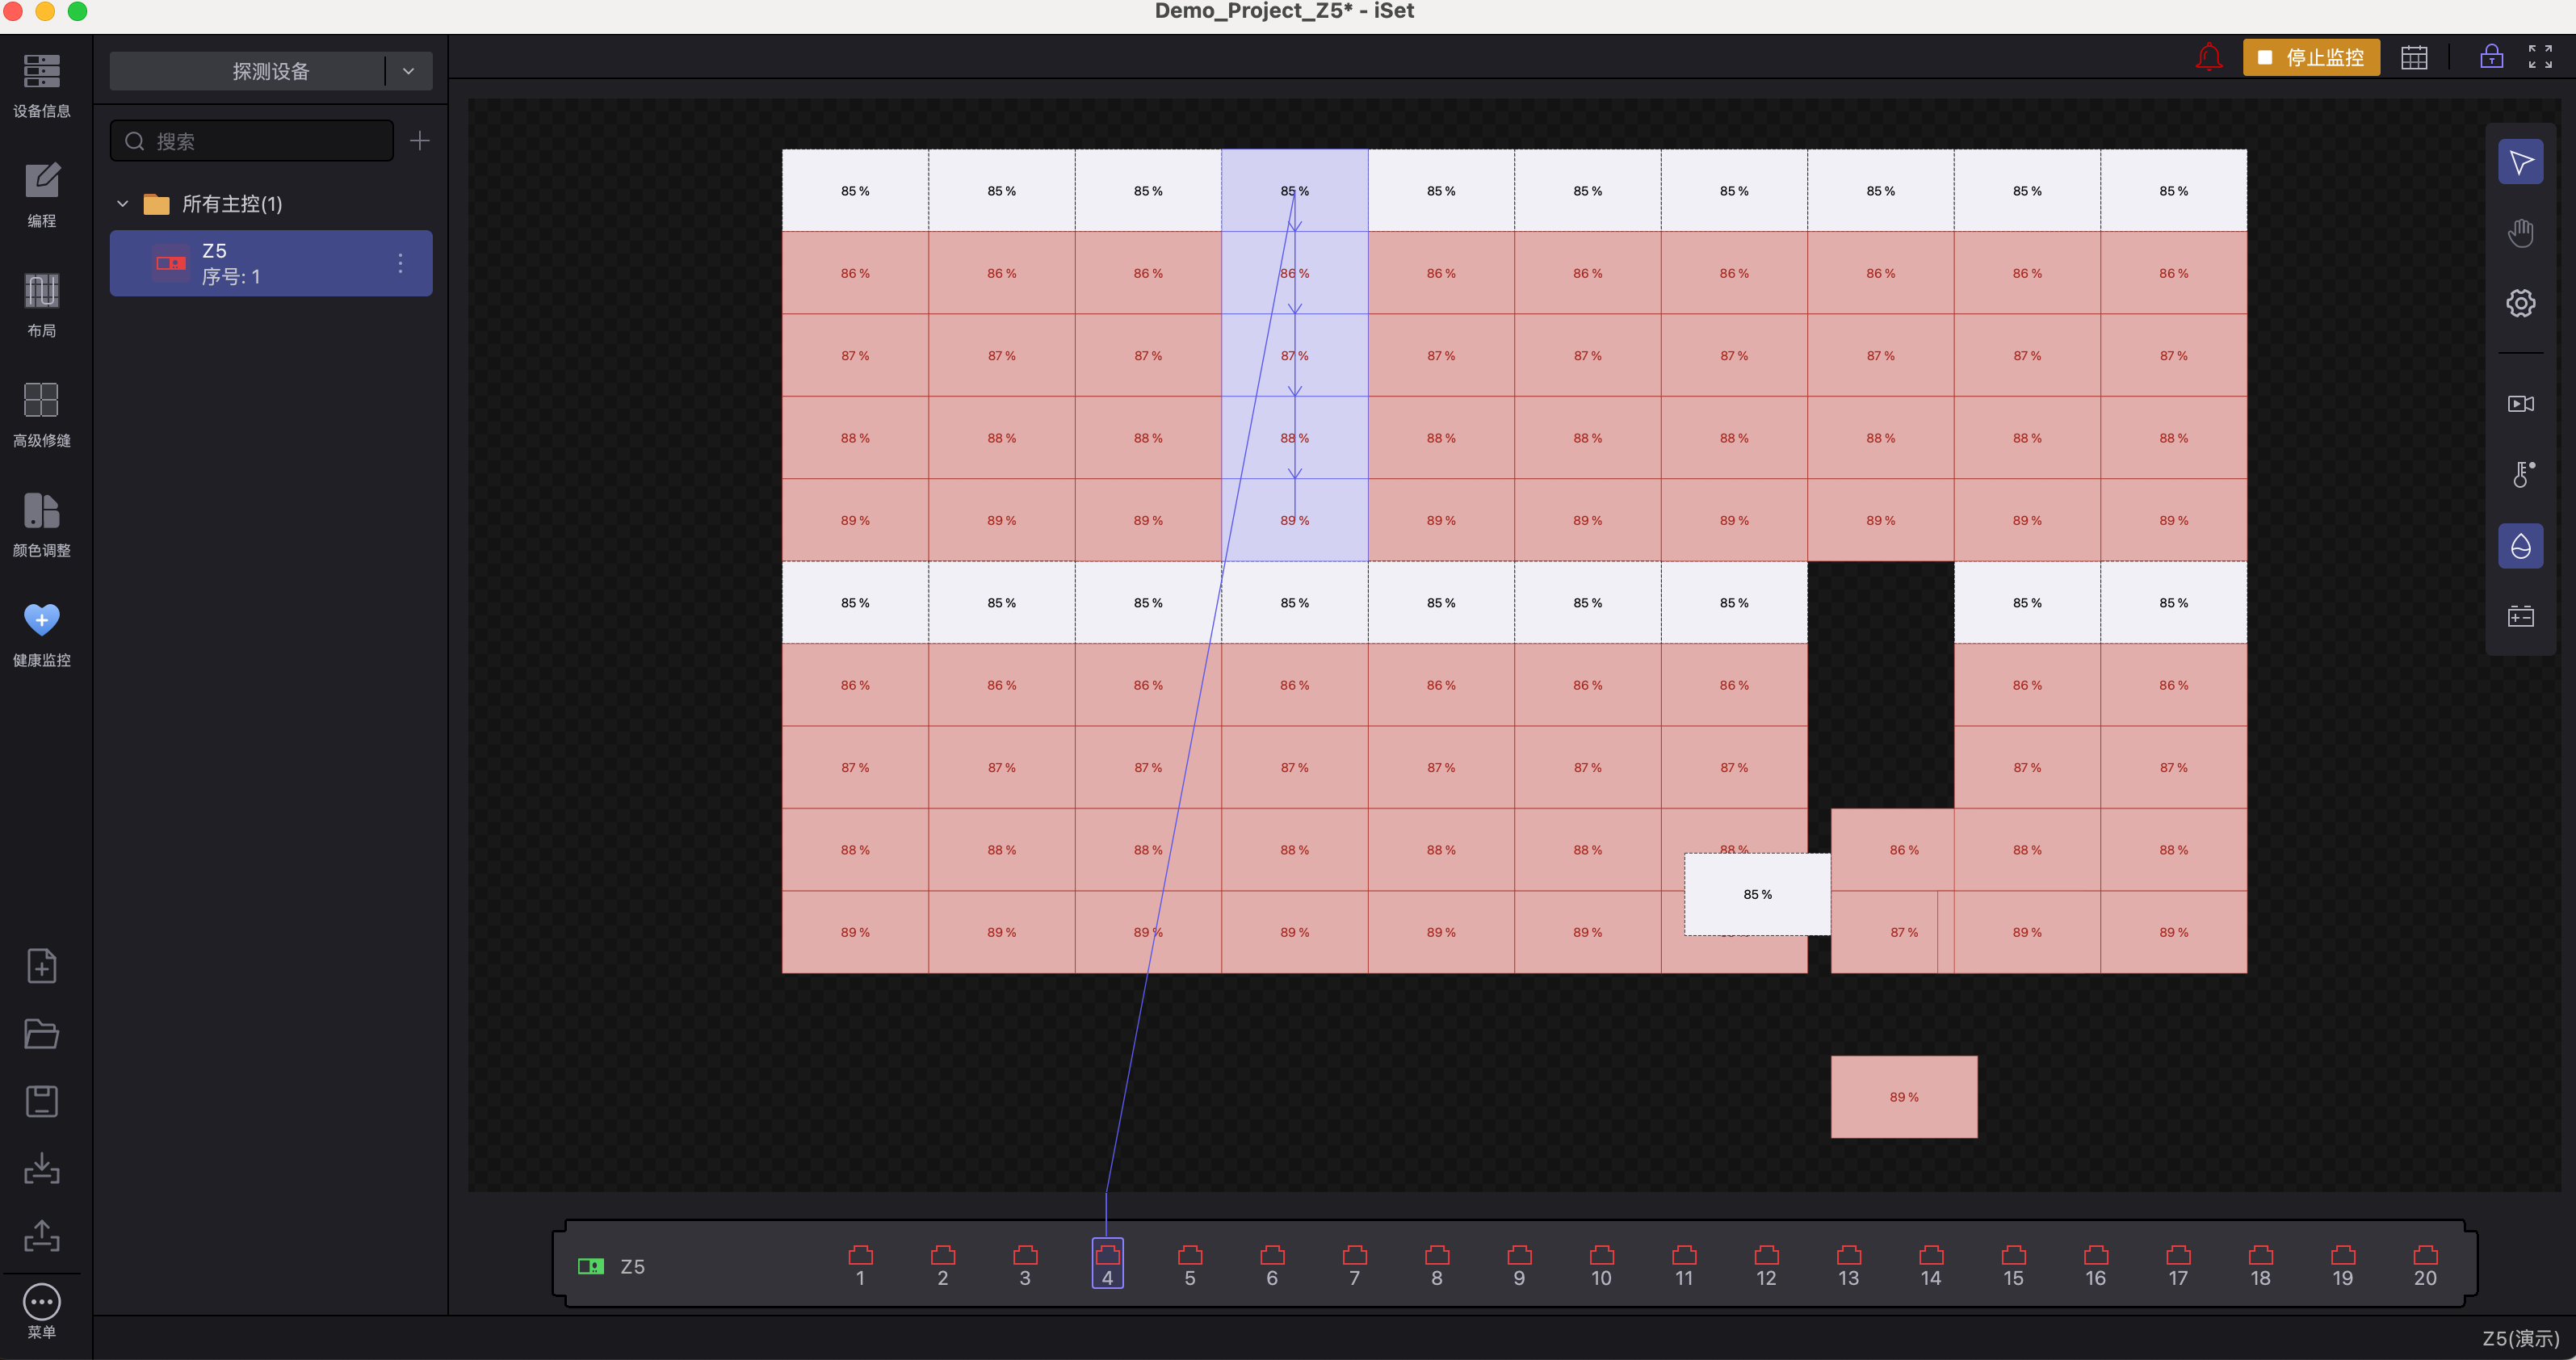 Demo_Project_Z5* - iSet
设备信息
编程
布局
高级修缝
颜色调整
健康监控
菜单
探测设备
搜索
所有主控(1)
Z5
序号: 1
停止监控
85 % 85 % 85 % 85 % 85 % 85 % 85 % 85 % 85 % 85 %
86 % 86 % 86 % 86 % 86 % 86 % 86 % 86 % 86 % 86 %
87 % 87 % 87 % 87 % 87 % 87 % 87 % 87 % 87 % 87 %
88 % 88 % 88 % 88 % 88 % 88 % 88 % 88 % 88 % 88 %
89 % 89 % 89 % 89 % 89 % 89 % 89 % 89 % 89 % 89 %
85 % 85 % 85 % 85 % 85 % 85 % 85 % 85 % 85 %
86 % 86 % 86 % 86 % 86 % 86 % 86 % 86 % 86 %
87 % 87 % 87 % 87 % 87 % 87 % 87 % 87 % 87 %
88 % 88 % 88 % 88 % 88 % 88 % 88 % 86 % 88 % 88 %
85 %
89 % 89 % 89 % 89 % 89 % 89 % 87 % 89 % 89 %
89 %
Z5
1 2 3 4 5 6 7 8 9 10 11 12 13 14 15 16 17 18 19 20
Z5(演示)